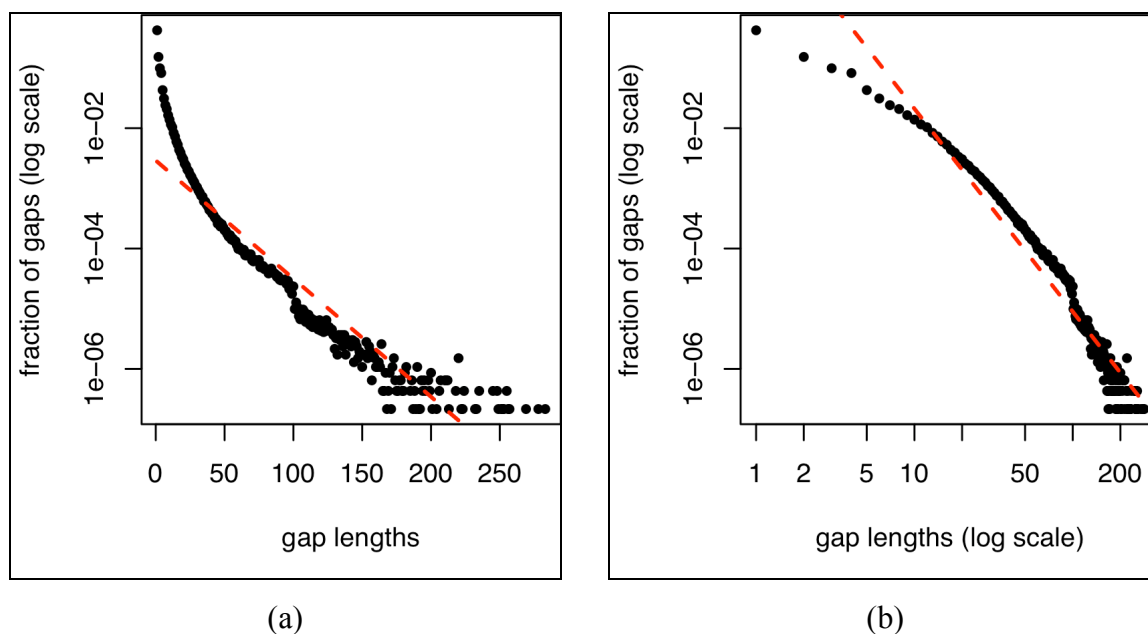 fraction of gaps (log scale)
1e−02
1e−04
1e−06
0 50 100 150 200 250
gap lengths
(a)
fraction of gaps (log scale)
1e−02
1e−04
1e−06
1 2 5 10 50 200
gap lengths (log scale)
(b)